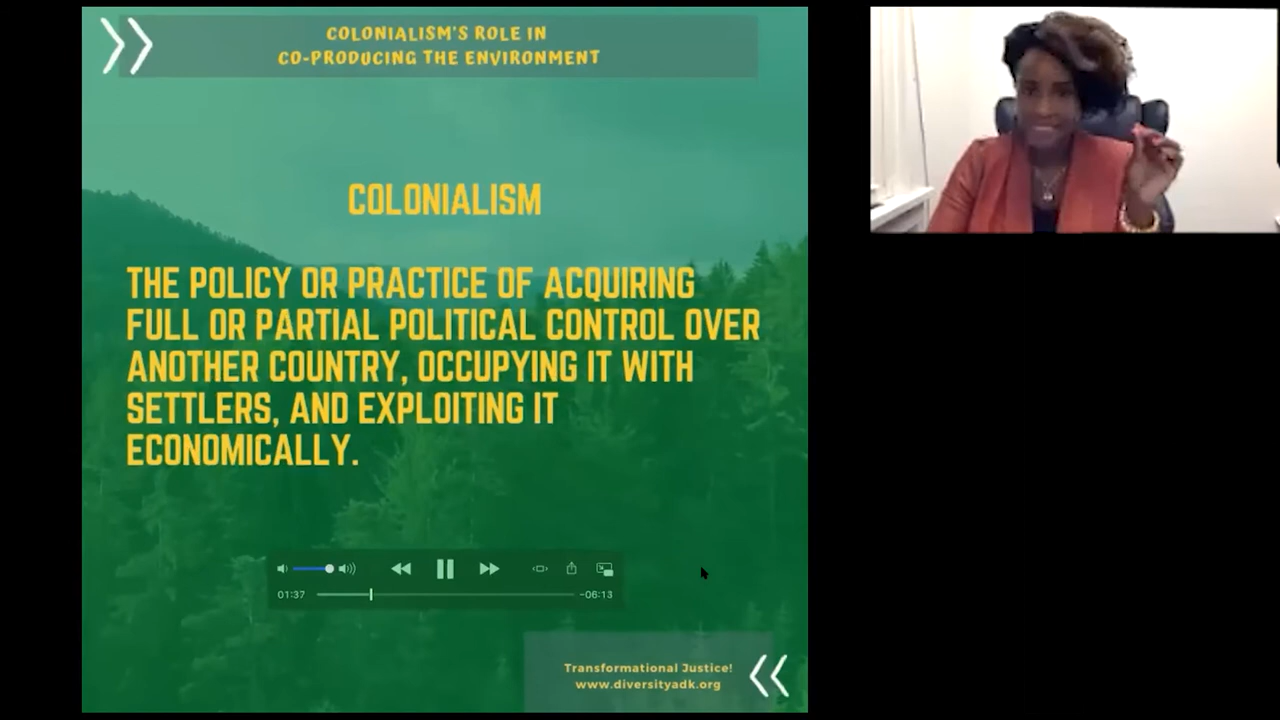 COLONIALISM'S ROLE IN
CO-PRODUCING THE ENVIRONMENT
COLONIALISM
THE POLICY OR PRACTICE OF ACQUIRING
FULL OR PARTIAL POLITICAL CONTROL OVER
ANOTHER COUNTRY, OCCUPYING IT WITH
SETTLERS, AND EXPLOITING IT
ECONOMICALLY.
01:37
-06:13
Transformational Justice!
www.diversityadk.org